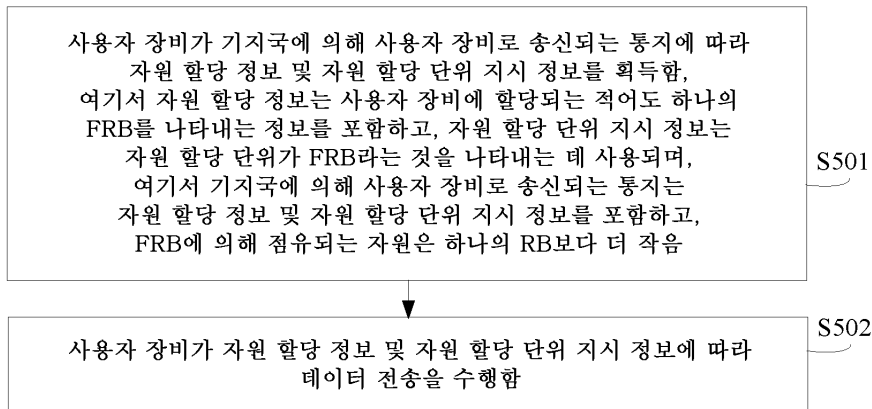 사용자 장비가 기지국에 의해 사용자 장비로 송신되는 통지에 따라
자원 할당 정보 및 자원 할당 단위 지시 정보를 획득함,
여기서 자원 할당 정보는 사용자 장비에 할당되는 적어도 하나의
FRB를 나타내는 정보를 포함하고, 자원 할당 단위 지시 정보는
자원 할당 단위가 FRB라는 것을 나타내는 데 사용되며,
여기서 기지국에 의해 사용자 장비로 송신되는 통지는
자원 할당 정보 및 자원 할당 단위 지시 정보를 포함하고,
FRB에 의해 점유되는 자원은 하나의 RB보다 더 작음
S501
사용자 장비가 자원 할당 정보 및 자원 할당 단위 지시 정보에 따라
데이터 전송을 수행함
S502